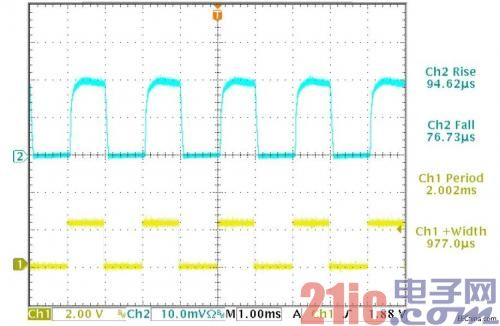 T
Ch2 Rise
94.62µs
Ch2 Fall
76.73µs
2
Ch1 Period
2.002ms
Ch1 +Width
977.0µs
1
Ch1 2.00 V Ch2 10.0mVΩ M 1.00ms A Ch1 1.88 V
21ic.com 电子网